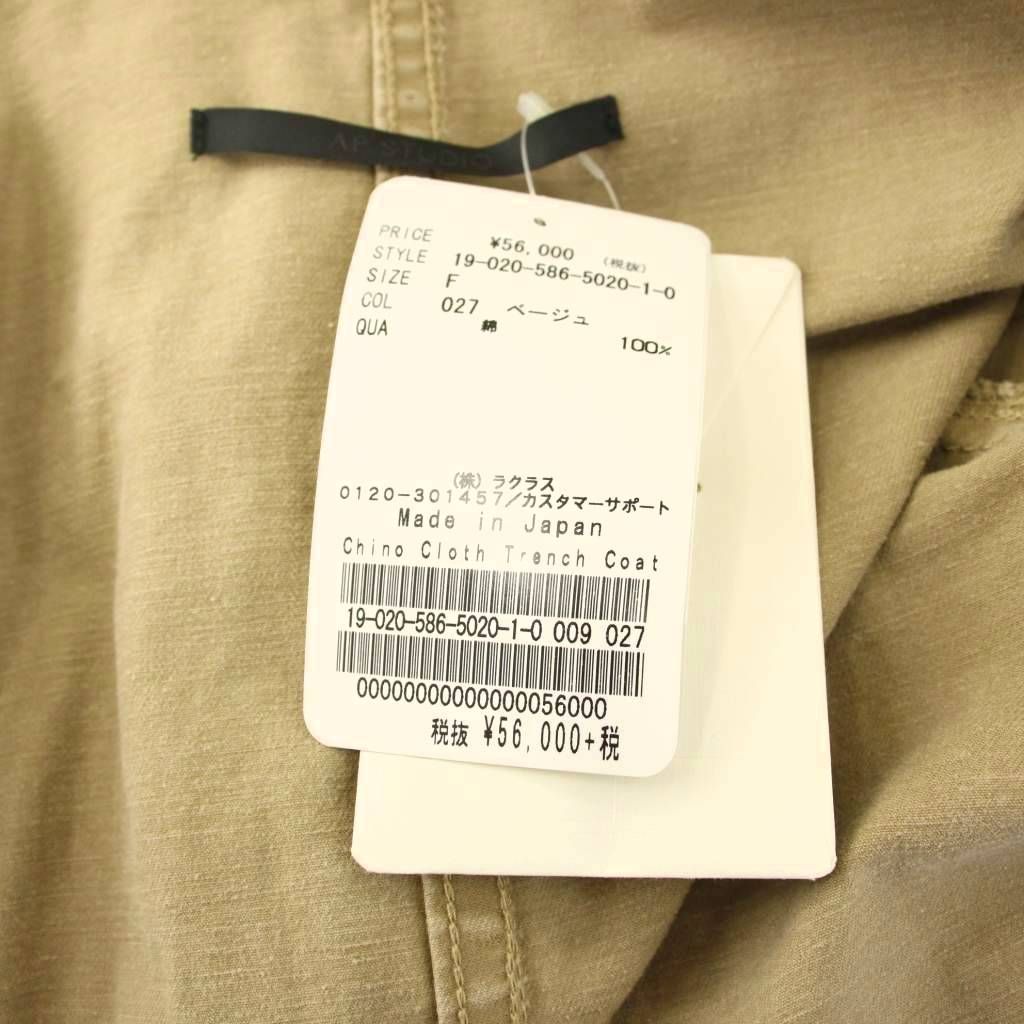 AP STUDIO
PRICE ¥56,000 (税抜)
STYLE 19-020-586-5020-1-0
SIZE F
COL 027 ベージュ
QUA 綿 100%
(株) ラクラス
0120-301457/カスタマーサポート
Made in Japan
Chino Cloth Trench Coat
19-020-586-5020-1-0 009 027
00000000000000056000
税抜 ¥56,000+税